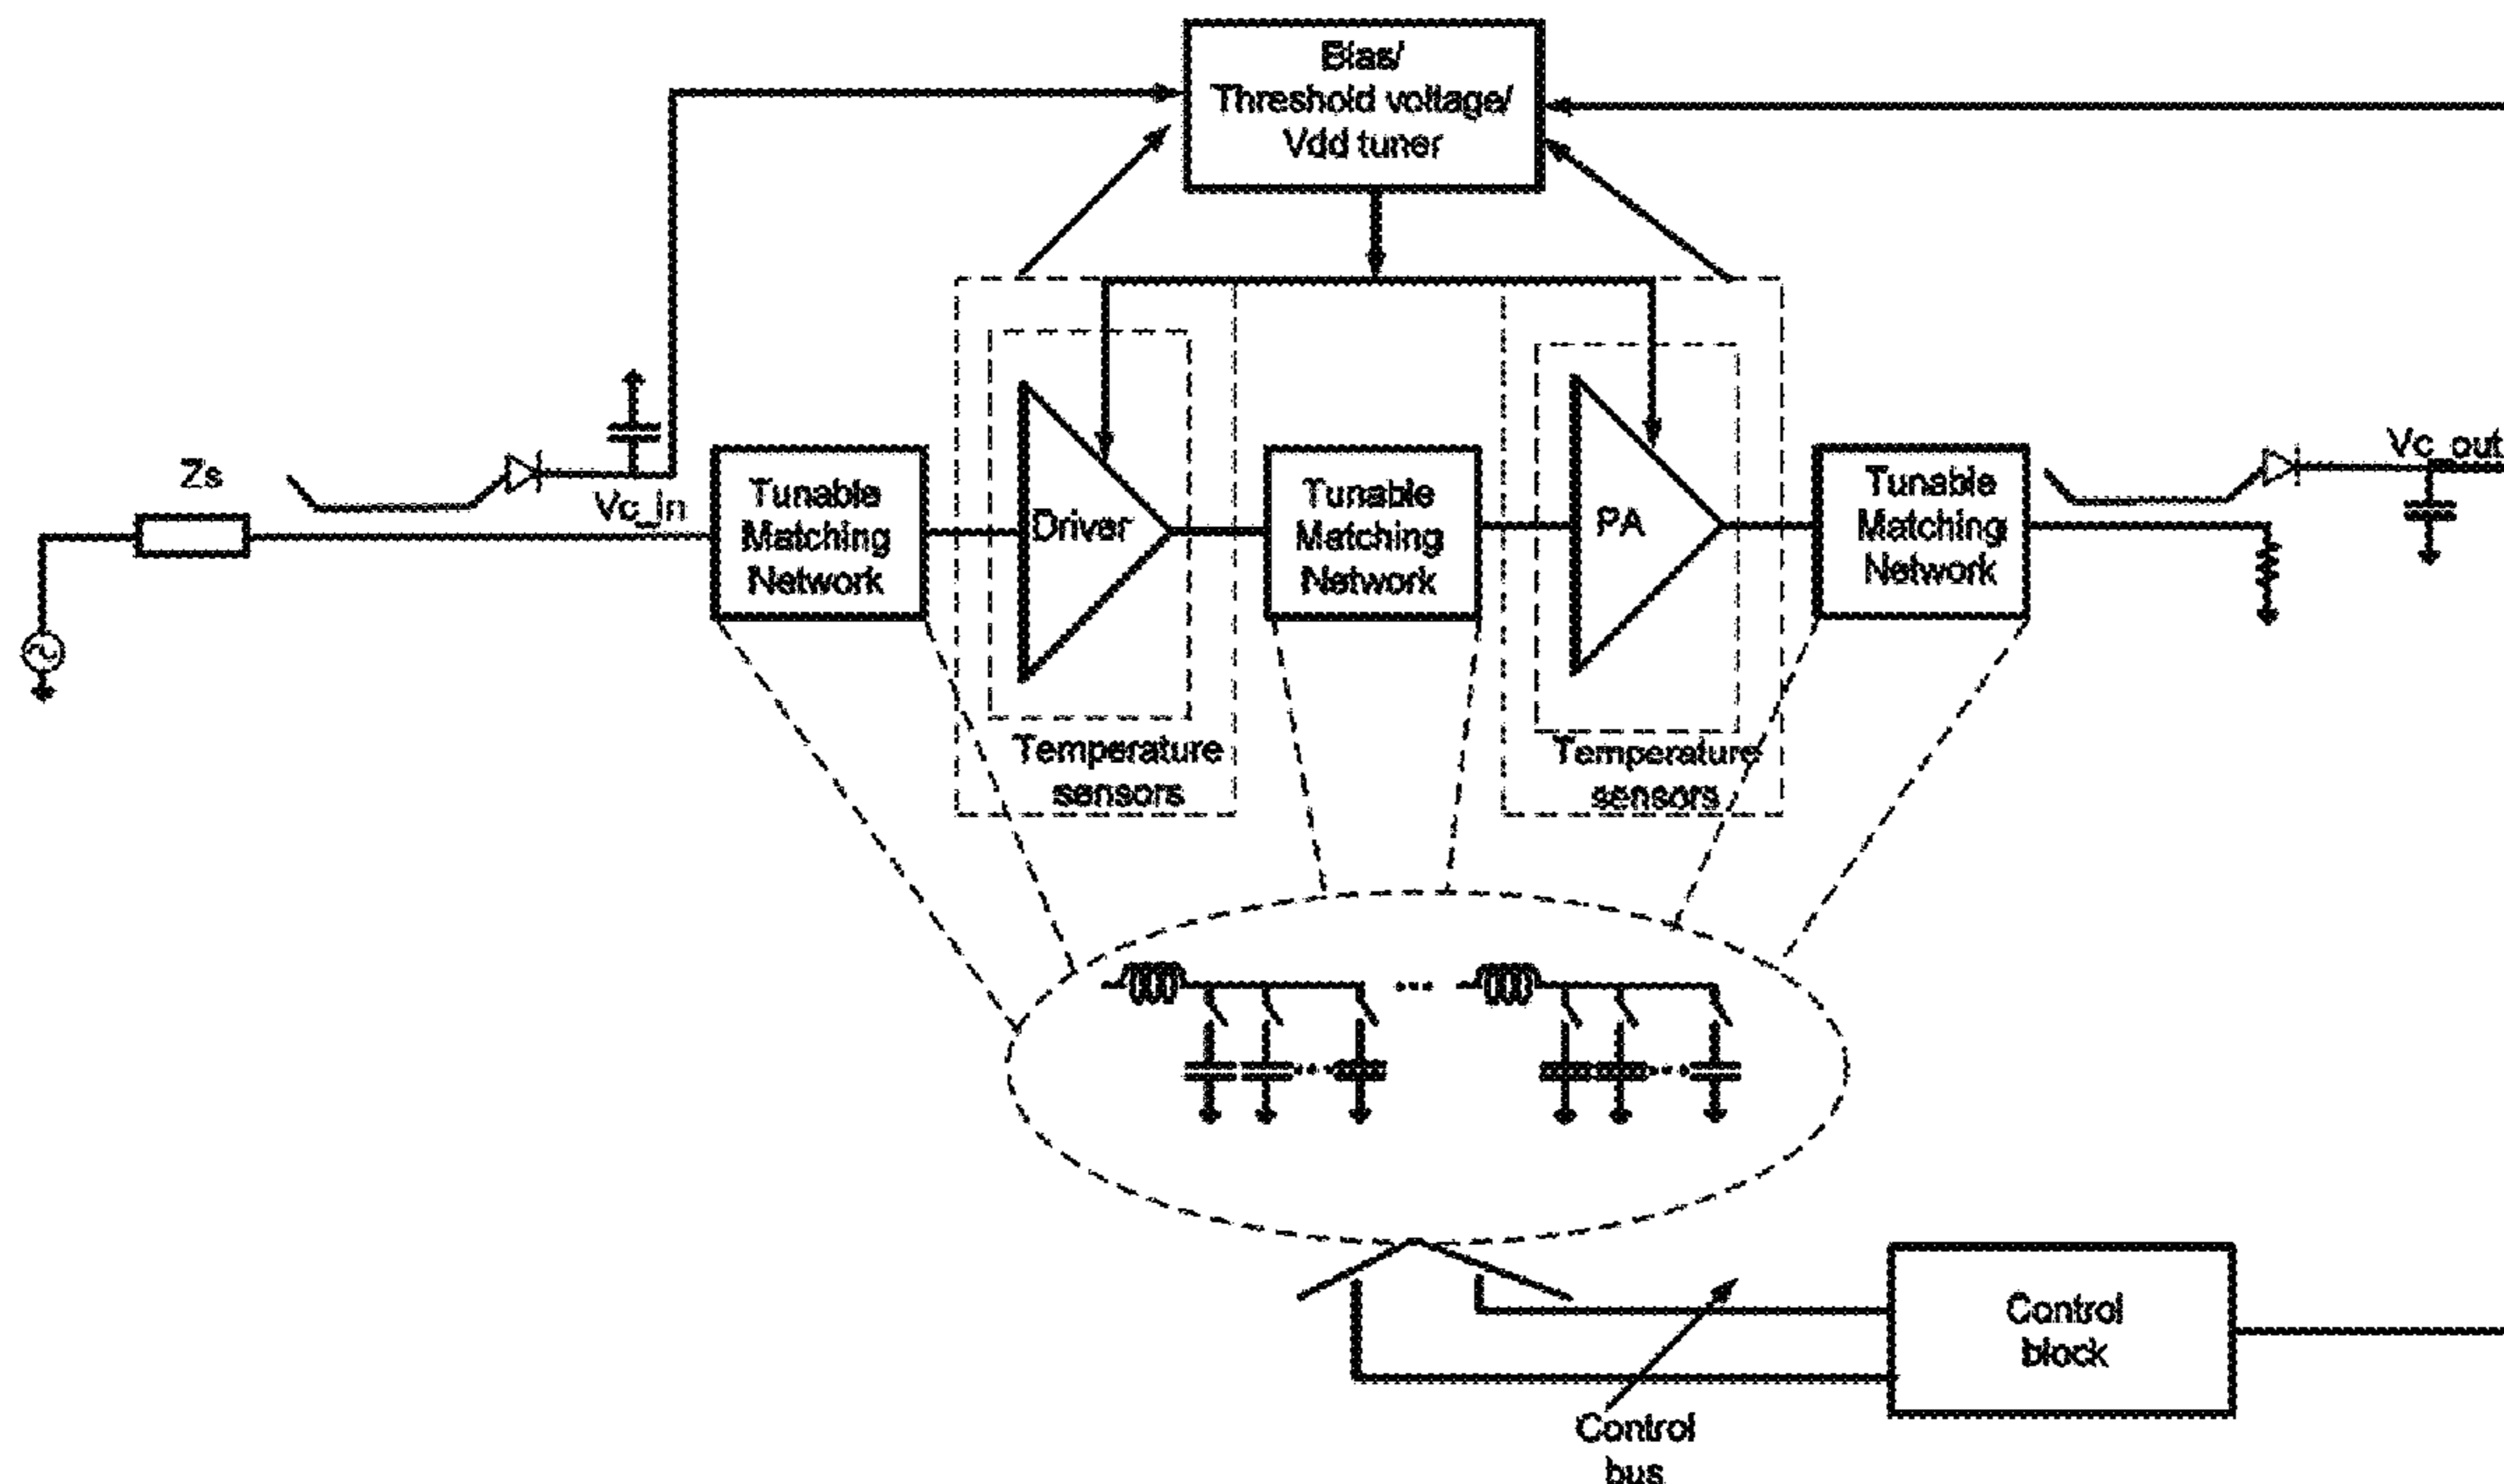 Bias/
Threshold voltage/
Vdd tuner
Zs
Vc_in
Tunable
Matching
Network
Driver
Tunable
Matching
Network
PA
Tunable
Matching
Network
Vc_out
Temperature
sensors
Temperature
sensors
...
...
...
Control
block
Control
bus